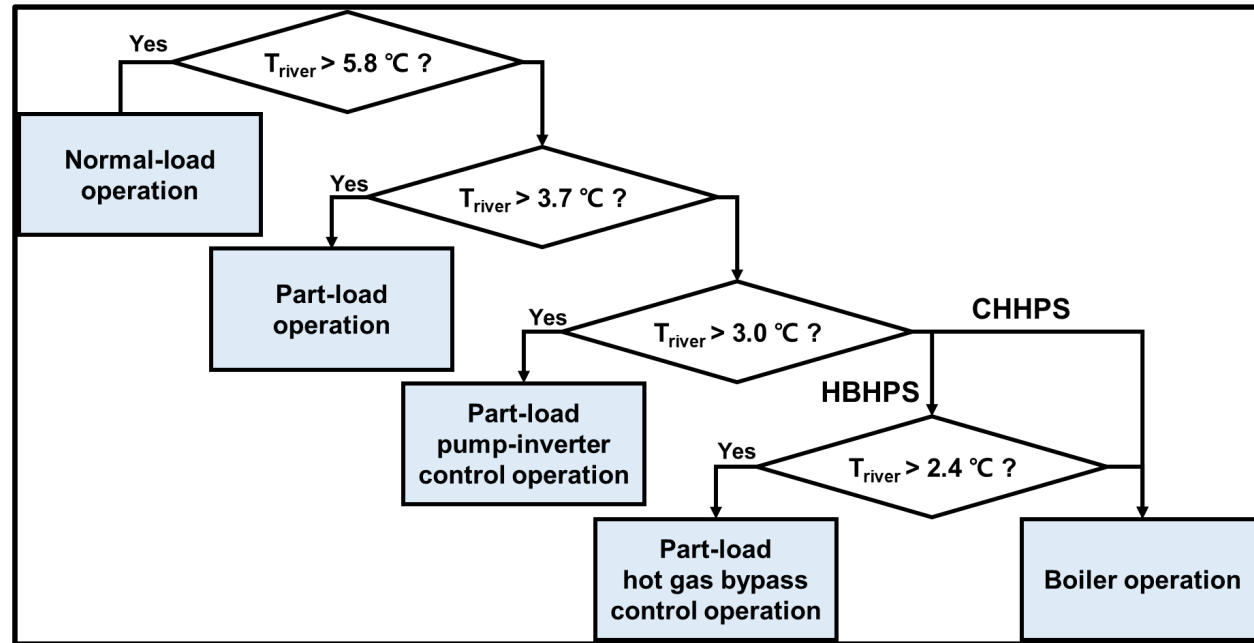 Yes
T_river > 5.8 ℃ ?
Normal-load
operation
Yes
T_river > 3.7 ℃ ?
Part-load
operation
Yes
T_river > 3.0 ℃ ?
CHHPS
HBHPS
Part-load
pump-inverter
control operation
Yes
T_river > 2.4 ℃ ?
Part-load
hot gas bypass
control operation
Boiler operation